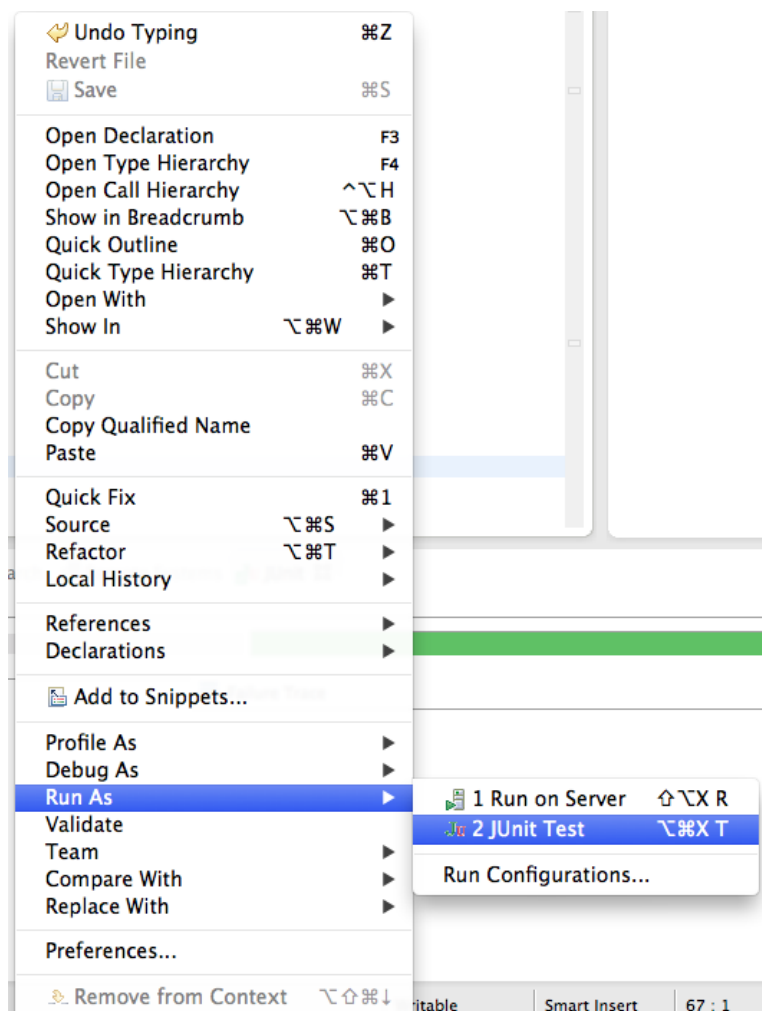 Undo Typing ⌘Z
Revert File
Save ⌘S
Open Declaration F3
Open Type Hierarchy F4
Open Call Hierarchy ^⌥H
Show in Breadcrumb ⌥⌘B
Quick Outline ⌘O
Quick Type Hierarchy ⌘T
Open With ▶
Show In ⌥⌘W ▶
Cut ⌘X
Copy ⌘C
Copy Qualified Name
Paste ⌘V
Quick Fix ⌘1
Source ⌥⌘S ▶
Refactor ⌥⌘T ▶
Local History ▶
References ▶
Declarations ▶
Add to Snippets...
Profile As ▶
Debug As ▶
Run As ▶
1 Run on Server ⇧⌥X R
Validate
2 JUnit Test ⌥⌘X T
Team ▶
Compare With ▶
Run Configurations...
Replace With ▶
Preferences...
Remove from Context ⌥⇧⌘↓
Smart Insert 67 : 1